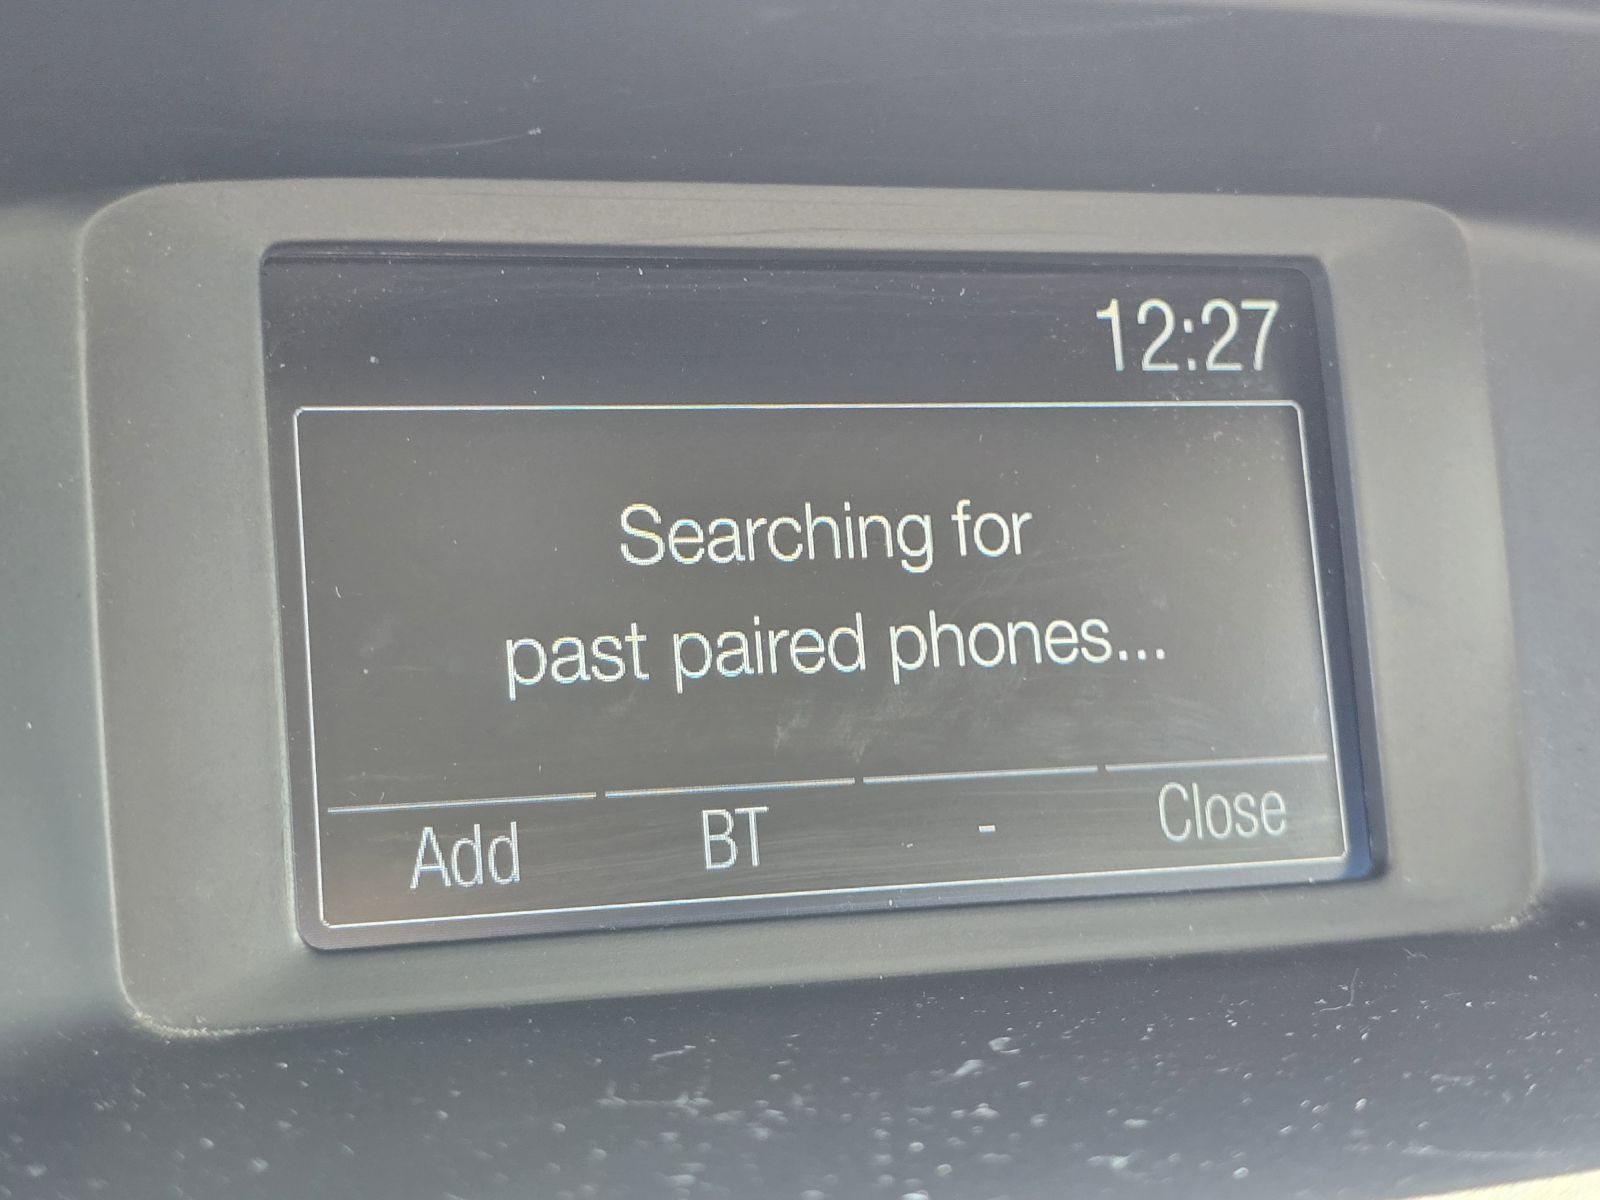 12:27
Searching for
past paired phones...
Add BT - Close